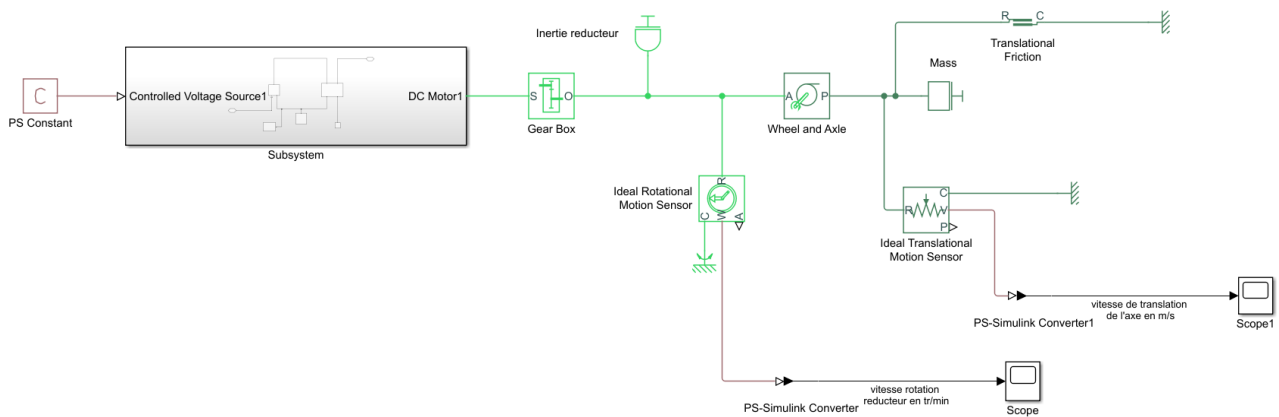 R C
Translational
Friction
Inertie reducteur
Mass
C
PS Constant
Controlled Voltage Source1
DC Motor1
Subsystem
S O
Gear Box
A P
Wheel and Axle
Ideal Rotational
Motion Sensor
R
C W A
C
R V
P
Ideal Translational
Motion Sensor
PS-Simulink Converter1
vitesse de translation
de l'axe en m/s
Scope1
PS-Simulink Converter
vitesse rotation
reducteur en tr/min
Scope